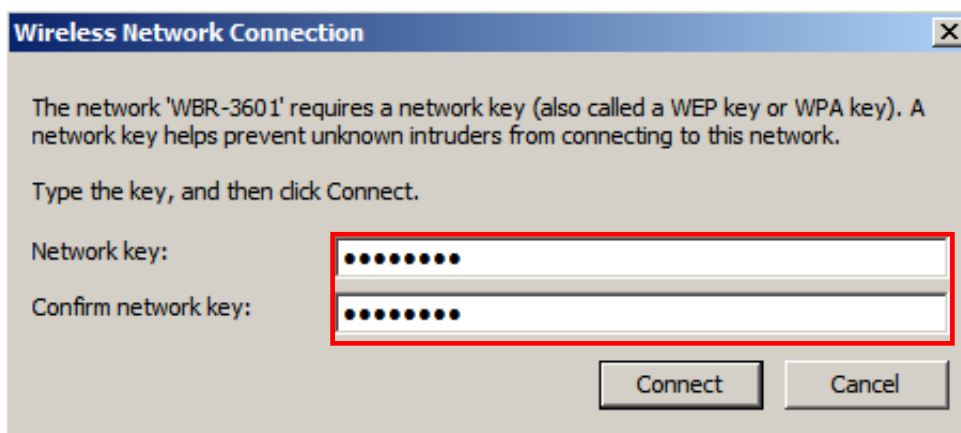 Wireless Network Connection
The network 'WBR-3601' requires a network key (also called a WEP key or WPA key). A
network key helps prevent unknown intruders from connecting to this network.
Type the key, and then click Connect.
Network key: ••••••••
Confirm network key: ••••••••
Connect Cancel